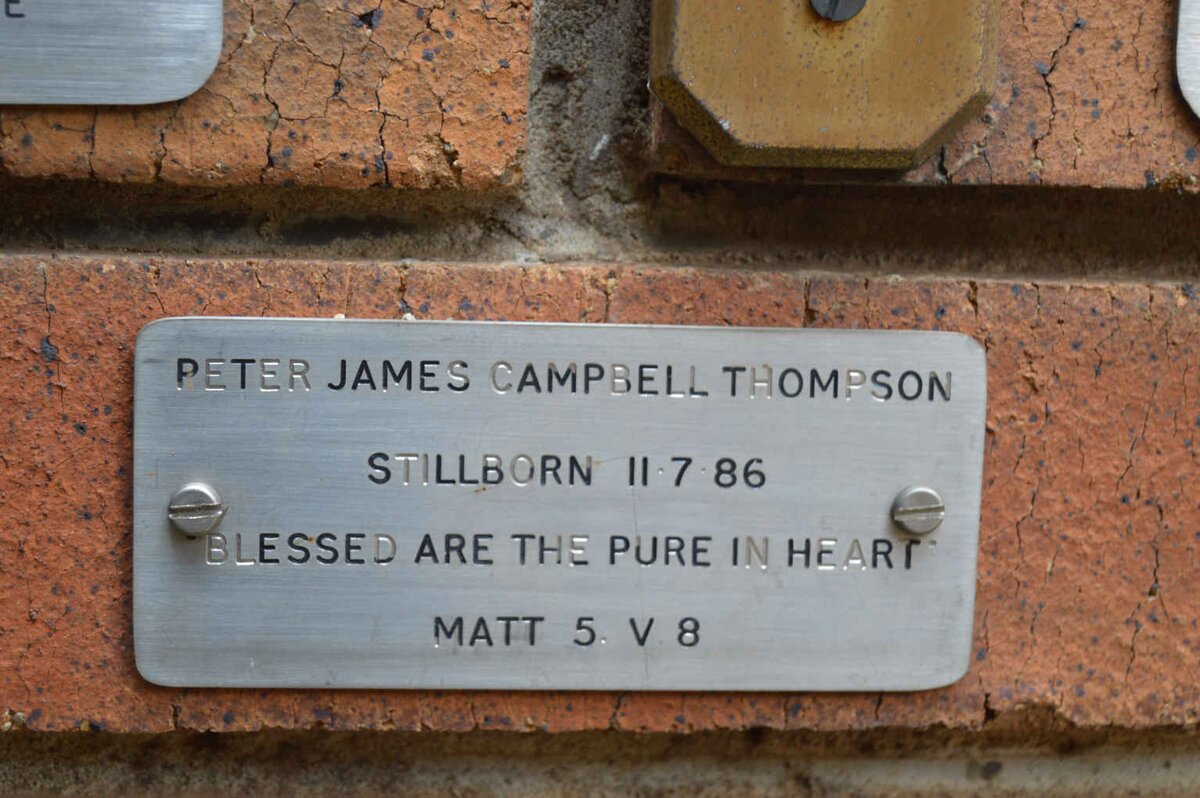 E
PETER JAMES CAMPBELL THOMPSON
STILLBORN 11·7·86
"BLESSED ARE THE PURE IN HEART"
MATT 5. V 8